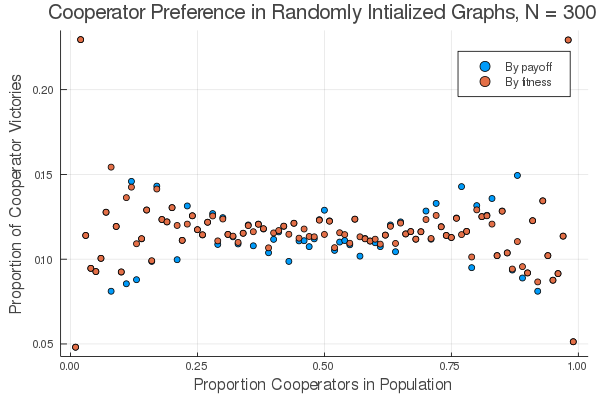 Cooperator Preference in Randomly Intialized Graphs, N = 300
Proportion of Cooperator Victories
0.20
0.15
0.10
0.05
By payoff
By fitness
0.00
0.25
0.50
0.75
1.00
Proportion Cooperators in Population